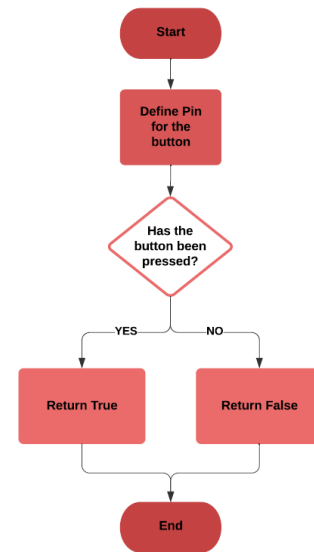 Start
Define Pin
for the
button
Has the
button been
pressed?
YES
NO
Return True
Return False
End